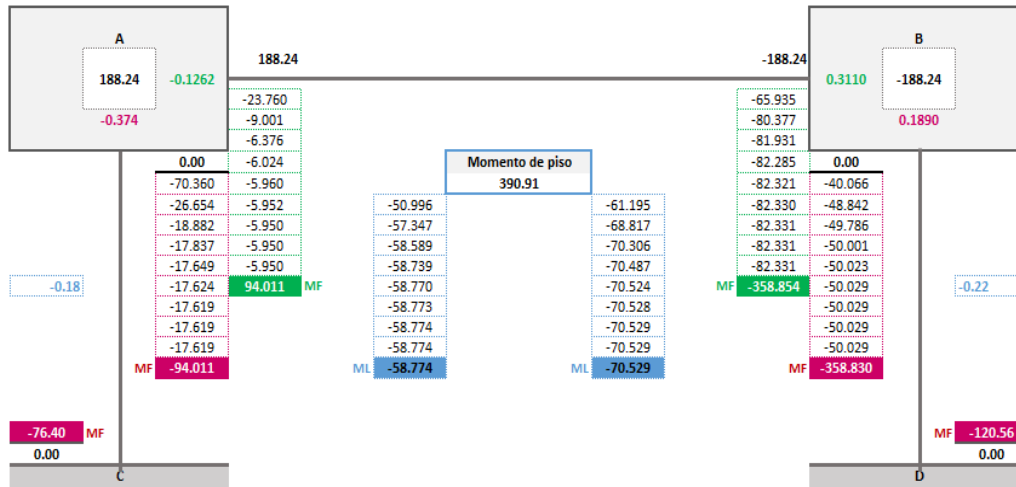 A B
188.24 -188.24
188.24 -0.1262 0.3110 -188.24
-23.760 -65.935
-0.374 -9.001 -80.377 0.1890
-6.376 -81.931
0.00 -6.024 Momento de piso -82.285 0.00
-70.360 -5.960 390.91 -82.321 -40.066
-26.654 -5.952 -50.996 -61.195 -82.330 -48.842
-18.882 -5.950 -57.347 -68.817 -82.331 -49.786
-17.837 -5.950 -58.589 -70.306 -82.331 -50.001
-17.649 -5.950 -58.739 -70.487 -82.331 -50.023
-0.18 -17.624 94.011 MF -58.770 -70.524 MF -358.854 -50.029 -0.22
-17.619 -58.773 -70.528 -50.029
-17.619 -58.774 -70.529 -50.029
-17.619 -58.774 -70.529 -50.029
MF -94.011 ML -58.774 ML -70.529 MF -358.830
-76.40 MF MF -120.56
0.00 0.00
C D